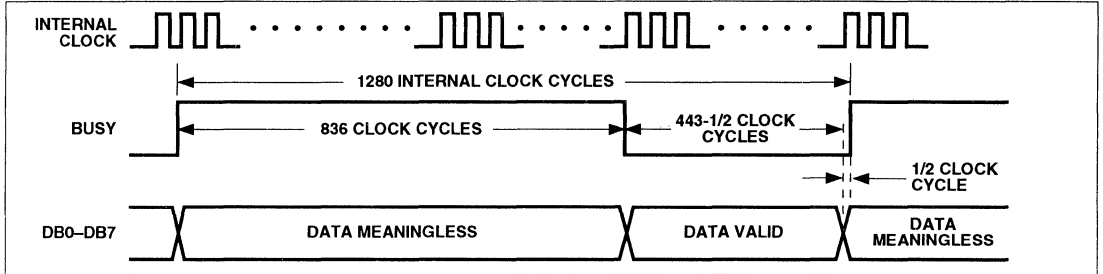 INTERNAL
CLOCK
1280 INTERNAL CLOCK CYCLES
BUSY
836 CLOCK CYCLES
443-1/2 CLOCK
CYCLES
1/2 CLOCK
CYCLE
DB0–DB7
DATA MEANINGLESS
DATA VALID
DATA
MEANINGLESS